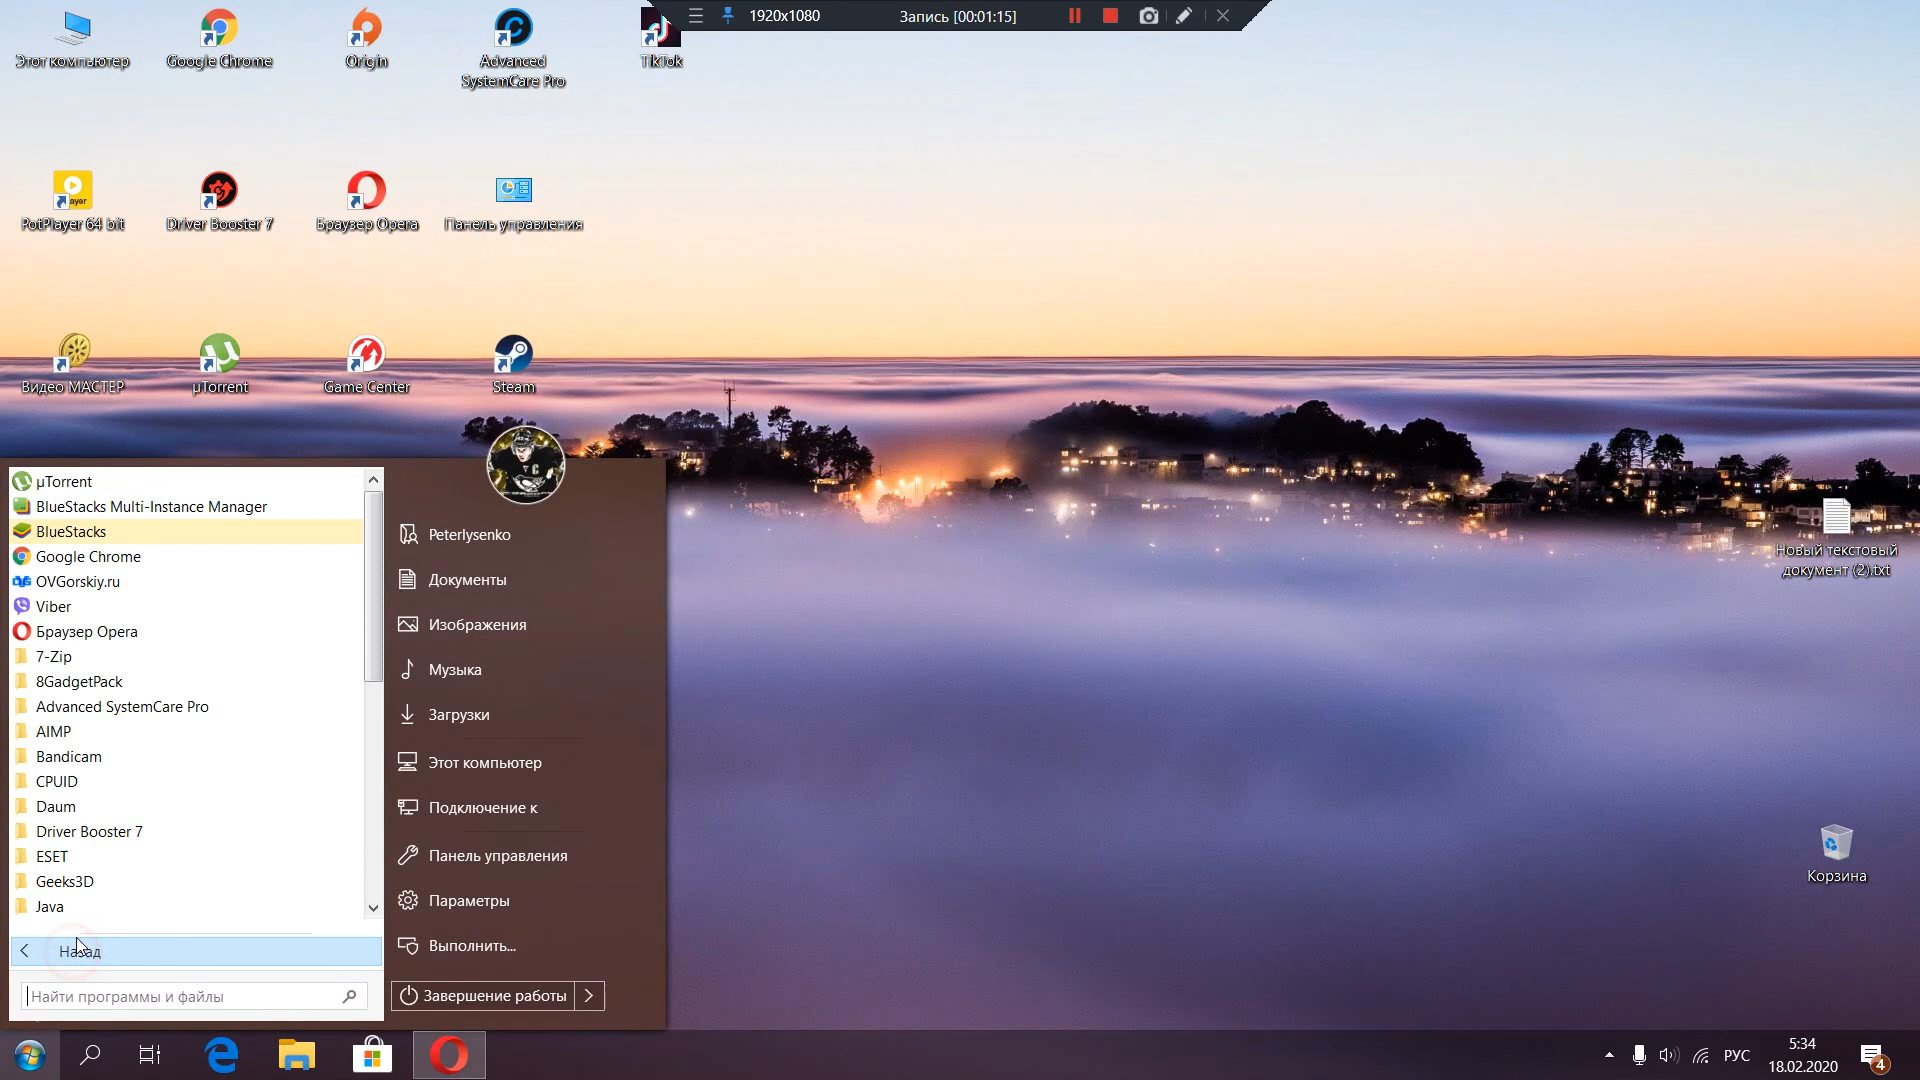 1920x1080
Запись [00:01:15]
Этот компьютер
Google Chrome
Origin
Advanced
SystemCare Pro
TikTok
PotPlayer 64 bit
Driver Booster 7
Браузер Opera
Панель управления
Видео МАСТЕР
µTorrent
Game Center
Steam
µTorrent
BlueStacks Multi-Instance Manager
BlueStacks
Google Chrome
OVGorskiy.ru
Viber
Браузер Opera
7-Zip
8GadgetPack
Advanced SystemCare Pro
AIMP
Bandicam
CPUID
Daum
Driver Booster 7
ESET
Geeks3D
Java
Назад
Найти программы и файлы
Peterlysenko
Документы
Изображения
Музыка
Загрузки
Этот компьютер
Подключение к
Панель управления
Параметры
Выполнить...
Завершение работы
Новый текстовый
документ (2).txt
Корзина
РУС
5:34
18.02.2020
4